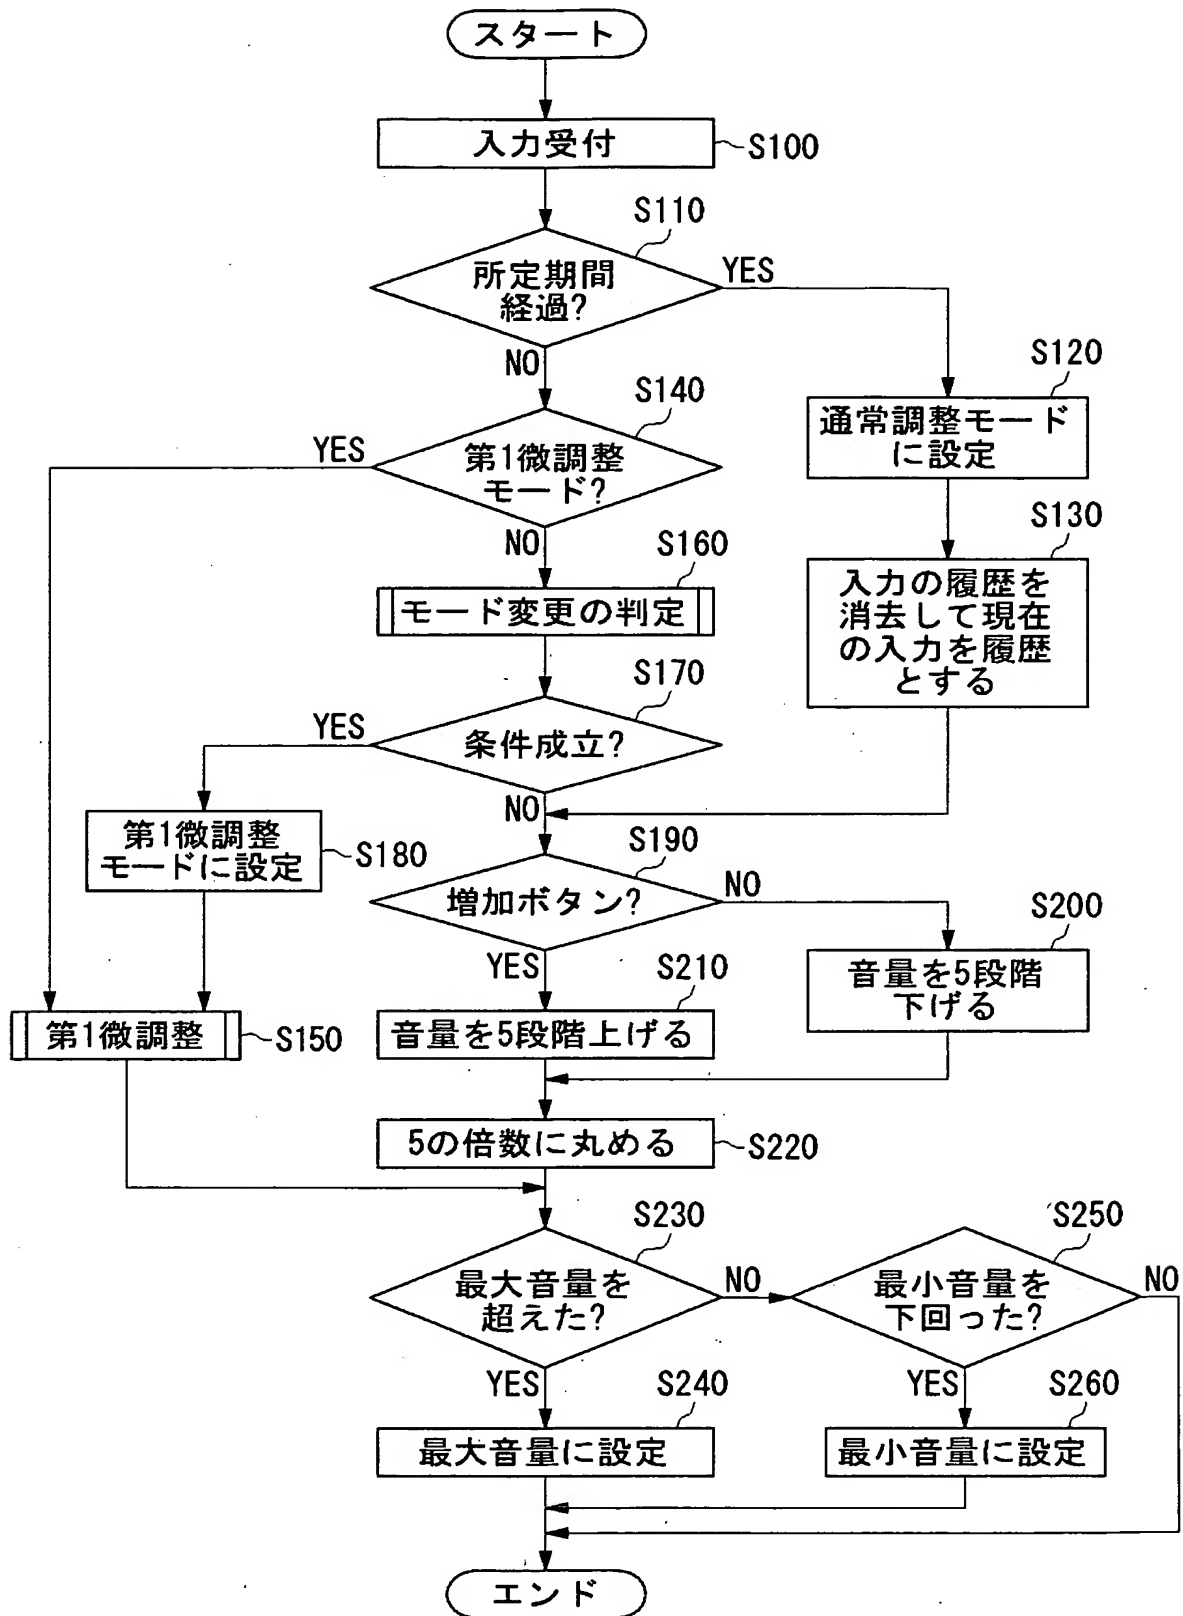 スタート
入力受付
S100
S110
所定期間
経過?
YES
NO
S120
通常調整モード
に設定
S130
入力の履歴を
消去して現在
の入力を履歴
とする
S140
第1微調整
モード?
YES
NO
S160
モード変更の判定
S170
条件成立?
YES
NO
第1微調整
モードに設定
S180
S190
増加ボタン?
NO
YES
S200
音量を5段階
下げる
S210
音量を5段階上げる
第1微調整
S150
5の倍数に丸める
S220
S230
最大音量を
超えた?
NO
YES
S250
最小音量を
下回った?
NO
YES
S240
最大音量に設定
S260
最小音量に設定
エンド